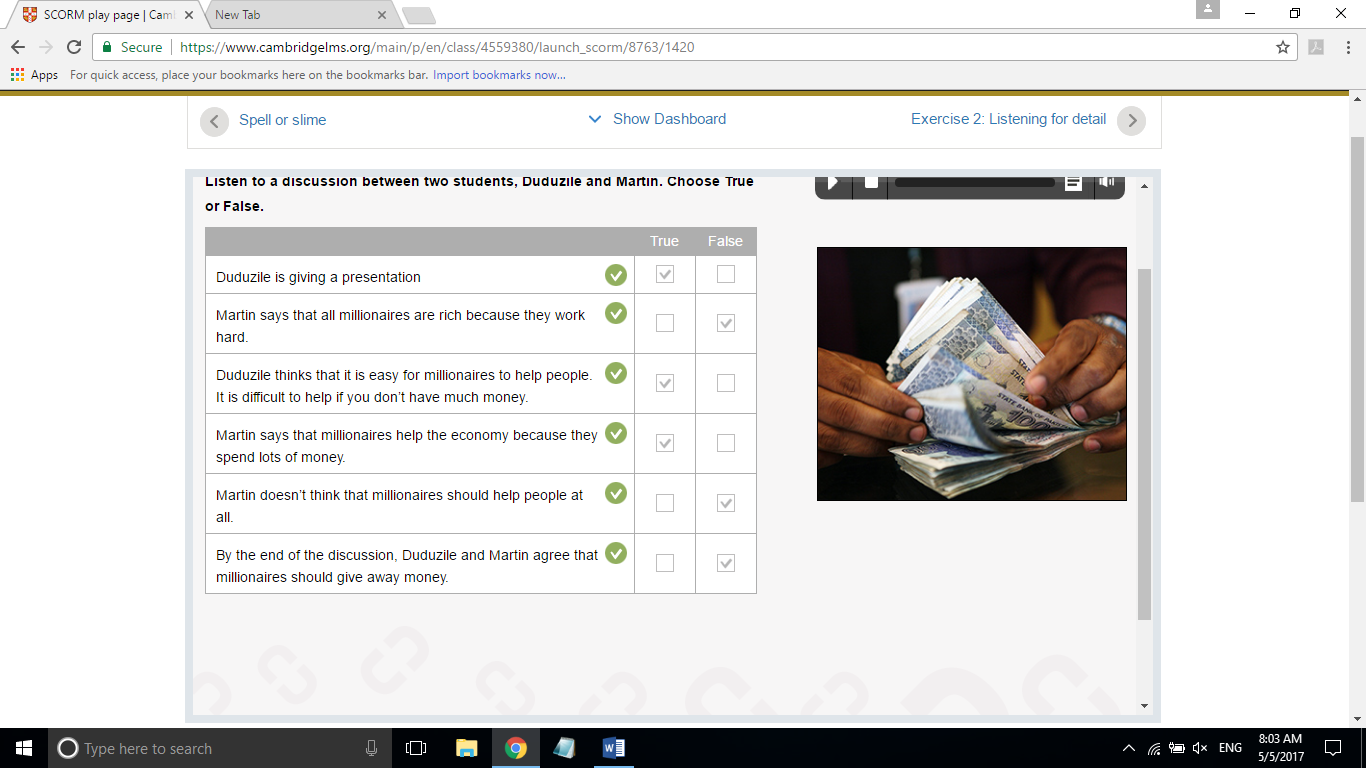 SCORM play page | Cam
New Tab
Secure
https://www.cambridgelms.org/main/p/en/class/4559380/launch_scorm/8763/1420
Apps For quick access, place your bookmarks here on the bookmarks bar. Import bookmarks now...
Spell or slime
Show Dashboard
Exercise 2: Listening for detail
Listen to a discussion between two students, Duduzile and Martin. Choose True
or False.
True False
Duduzile is giving a presentation
Martin says that all millionaires are rich because they work
hard.
Duduzile thinks that it is easy for millionaires to help people.
It is difficult to help if you don't have much money.
Martin says that millionaires help the economy because they
spend lots of money.
Martin doesn't think that millionaires should help people at
all.
By the end of the discussion, Duduzile and Martin agree that
millionaires should give away money.
STATE BANK OF PAKISTAN
Type here to search
ENG
8:03 AM
5/5/2017